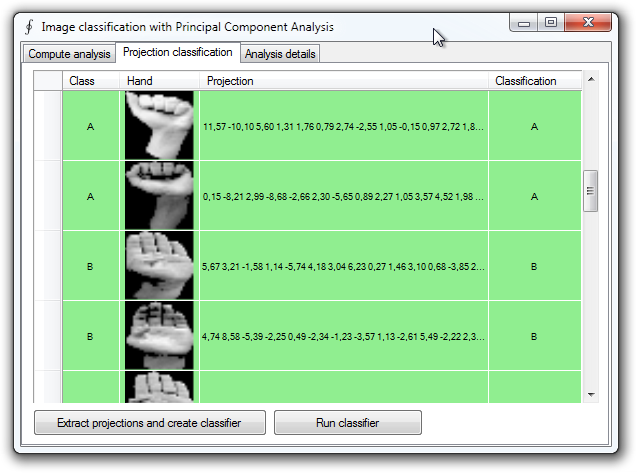 Image classification with Principal Component Analysis
Compute analysis Projection classification Analysis details
Class Hand Projection Classification
A 11,57 -10,10 5,60 1,31 1,76 0,79 2,74 -2,55 1,05 -0,15 0,97 2,72 1,8... A
A 0,15 -8,21 2,99 -8,68 -2,66 2,30 -5,65 0,89 2,27 1,05 3,57 4,52 1,98 ... A
B 5,67 3,21 -1,58 1,14 -5,74 4,18 3,04 6,23 0,27 1,46 3,10 0,68 -3,85 2... B
B 4,74 8,58 -5,39 -2,25 0,49 -2,34 -1,23 -3,57 1,13 -2,61 5,49 -2,22 2,3... B
Extract projections and create classifier Run classifier